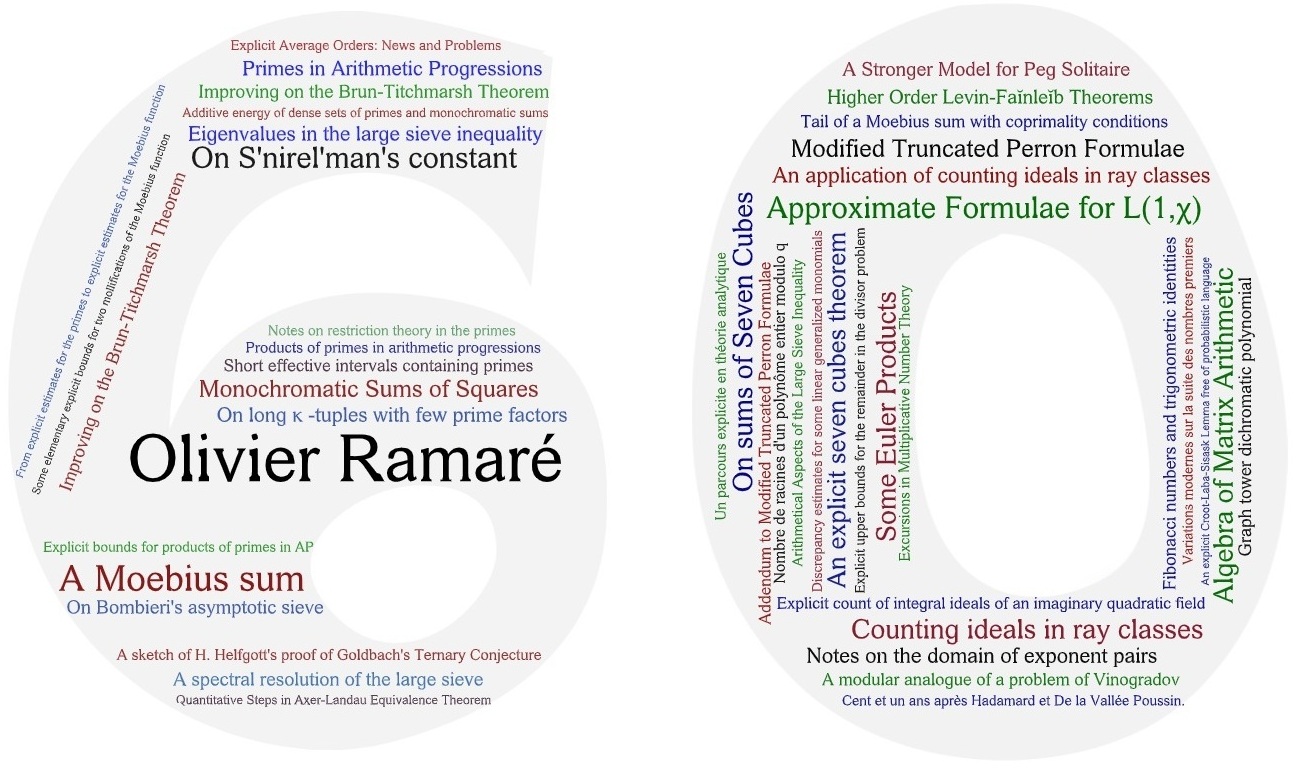 Explicit Average Orders: News and Problems
Primes in Arithmetic Progressions
Improving on the Brun-Titchmarsh Theorem
Additive energy of dense sets of primes and monochromatic sums
Eigenvalues in the large sieve inequality
On S'nirel'man's constant
From explicit estimates for the primes to explicit estimates for the Moebius function
Some elementary explicit bounds for two mollifications of the Moebius function
Improving on the Brun-Titchmarsh Theorem
Notes on restriction theory in the primes
Products of primes in arithmetic progressions
Short effective intervals containing primes
Monochromatic Sums of Squares
On long κ -tuples with few prime factors
Olivier Ramaré
Explicit bounds for products of primes in AP
A Moebius sum
On Bombieri's asymptotic sieve
A sketch of H. Helfgott's proof of Goldbach's Ternary Conjecture
A spectral resolution of the large sieve
Quantitative Steps in Axer-Landau Equivalence Theorem
A Stronger Model for Peg Solitaire
Higher Order Levin-Faĭnleĭb Theorems
Tail of a Moebius sum with coprimality conditions
Modified Truncated Perron Formulae
An application of counting ideals in ray classes
Approximate Formulae for L(1,χ)
Un parcours explicite en théorie analytique
On sums of Seven Cubes
Addendum to Modified Truncated Perron Formulae
Nombre de racines d'un polynôme entier modulo q
Arithmetical Aspects of the Large Sieve Inequality
Discrepancy estimates for some linear generalized monomials
An explicit seven cubes theorem
Explicit upper bounds for the remainder in the divisor problem
Some Euler Products
Excursions in Multiplicative Number Theory
Fibonacci numbers and trigonometric identities
Variations modernes sur la suite des nombres premiers
An explicit Croot-Laba-Sisask Lemma free of probabilistic language
Algebra of Matrix Arithmetic
Graph tower dichromatic polynomial
Explicit count of integral ideals of an imaginary quadratic field
Counting ideals in ray classes
Notes on the domain of exponent pairs
A modular analogue of a problem of Vinogradov
Cent et un ans après Hadamard et De la Vallée Poussin.